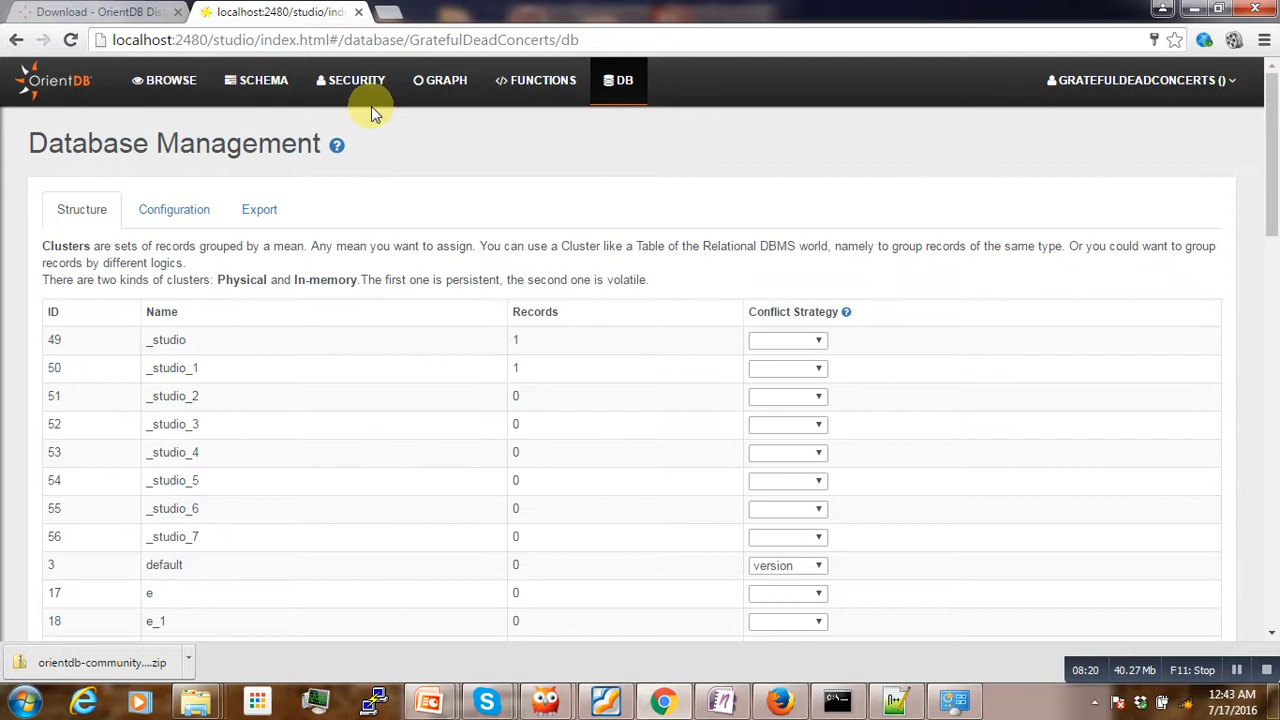 Download - OrientDB Dis
localhost:2480/studio/ind
localhost:2480/studio/index.html#/database/GratefulDeadConcerts/db
OrientDB
BROWSE
SCHEMA
SECURITY
GRAPH
</> FUNCTIONS
DB
GRATEFULDEADCONCERTS ()
Database Management ?
Structure
Configuration
Export
Clusters are sets of records grouped by a mean. Any mean you want to assign. You can use a Cluster like a Table of the Relational DBMS world, namely to group records of the same type. Or you could want to group
records by different logics.
There are two kinds of clusters: Physical and In-memory.The first one is persistent, the second one is volatile.
ID Name Records Conflict Strategy ?
49 _studio 1
50 _studio_1 1
51 _studio_2 0
52 _studio_3 0
53 _studio_4 0
54 _studio_5 0
55 _studio_6 0
56 _studio_7 0
3 default 0 version
17 e 0
18 e_1 0
orientdb-community....zip
08:20 40.27 Mb F11: Stop
12:43 AM
7/17/2016